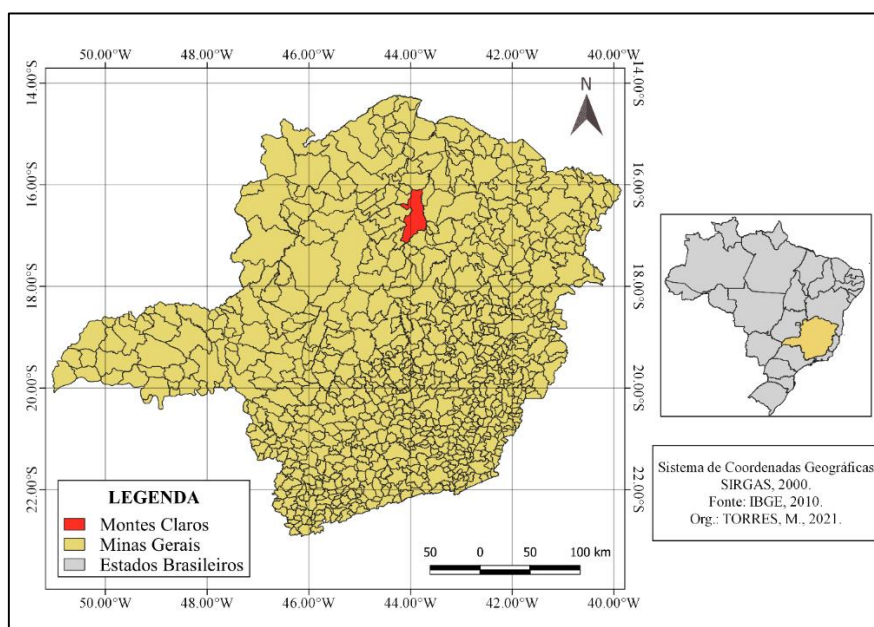 50.00°W 48.00°W 46.00°W 44.00°W 42.00°W 40.00°W
14.00°S 14.00°S
N
16.00°S 16.00°S
18.00°S 18.00°S
20.00°S 20.00°S
22.00°S 22.00°S
LEGENDA
Montes Claros
Minas Gerais
Estados Brasileiros
50 0 50 100 km
50.00°W 48.00°W 46.00°W 44.00°W 42.00°W 40.00°W
Sistema de Coordenadas Geográficas
SIRGAS, 2000.
Fonte: IBGE, 2010.
Org.: TORRES, M., 2021.